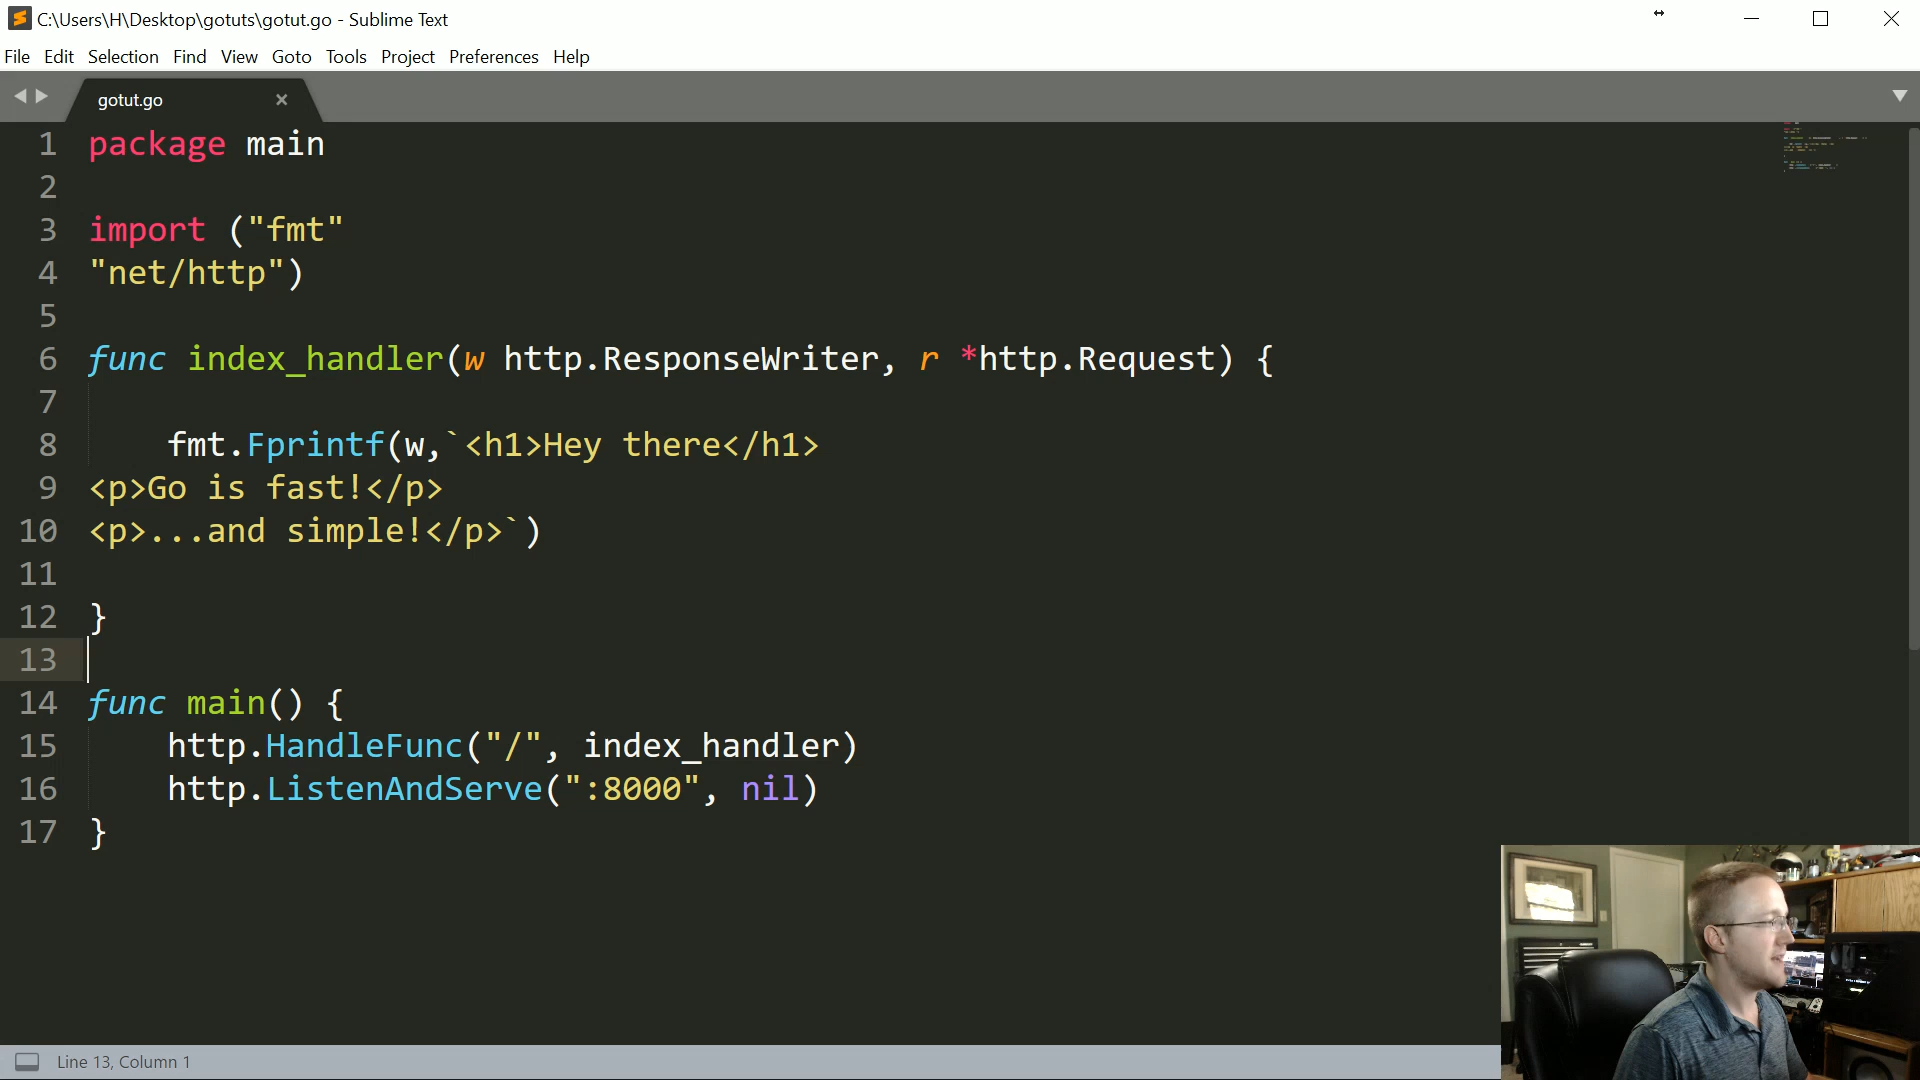 C:\Users\H\Desktop\gotuts\gotut.go - Sublime Text
File Edit Selection Find View Goto Tools Project Preferences Help
gotut.go
1 package main
2
3 import ("fmt"
4 "net/http")
5
6 func index_handler(w http.ResponseWriter, r *http.Request) {
7
8 fmt.Fprintf(w,`<h1>Hey there</h1>
9 <p>Go is fast!</p>
10 <p>...and simple!</p>`)
11
12 }
13
14 func main() {
15 http.HandleFunc("/", index_handler)
16 http.ListenAndServe(":8000", nil)
17 }
Line 13, Column 1